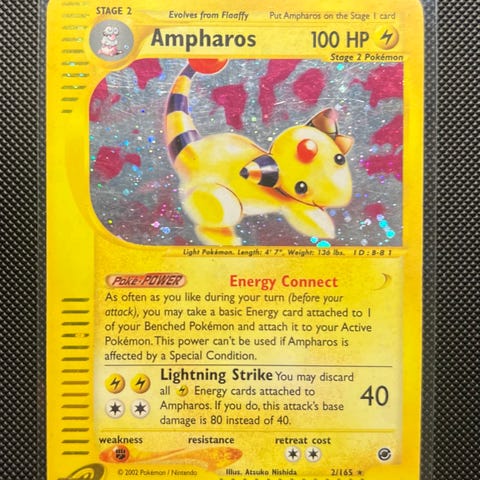 STAGE 2 Evolves from Flaaffy Put Ampharos on the Stage 1 card
Ampharos 100 HP
Stage 2 Pokémon
Light Pokémon. Length: 4' 7", Weight: 136 lbs. ID: B-B 1
Poké-POWER Energy Connect
As often as you like during your turn (before your
attack), you may take a basic Energy card attached to 1
of your Benched Pokémon and attach it to your Active
Pokémon. This power can't be used if Ampharos is
affected by a Special Condition.
Lightning Strike You may discard
all Energy cards attached to
Ampharos. If you do, this attack's base
damage is 80 instead of 40.
40
weakness resistance retreat cost
© 2002 Pokémon / Nintendo Illus. Atsuko Nishida 2/165 ★